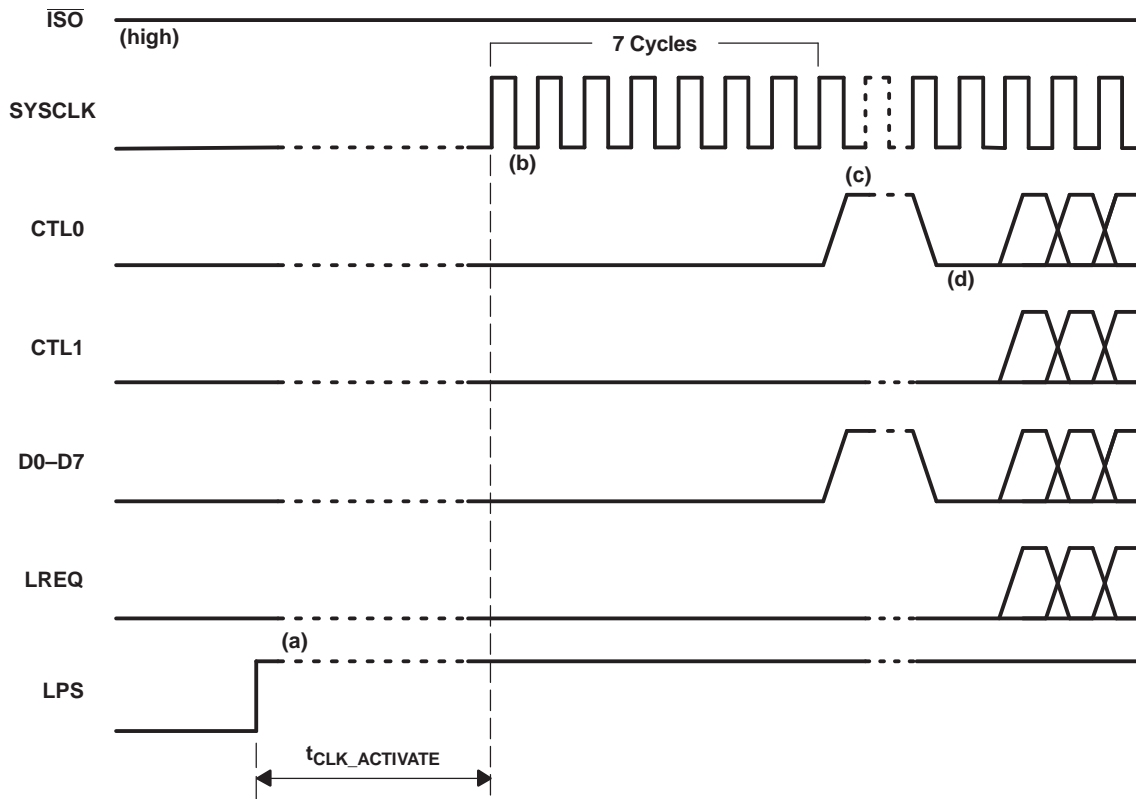 ISO
(high)
7 Cycles
SYSCLK
(b)
(c)
CTL0
(d)
CTL1
D0–D7
LREQ
(a)
LPS
tCLK_ACTIVATE